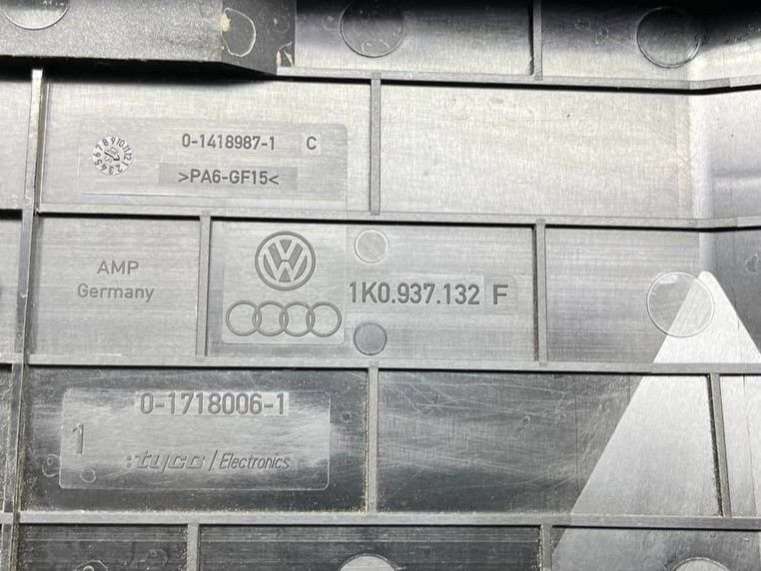 0-1418987-1 C
>PA6-GF15<
AMP
Germany
1K0.937.132 F
0-1718006-1
1
tyco / Electronics